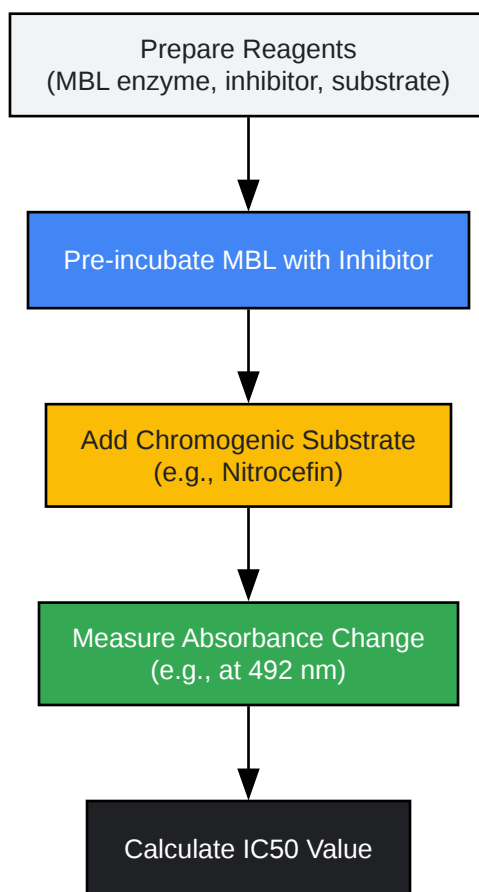 Prepare Reagents
(MBL enzyme, inhibitor, substrate)
Pre-incubate MBL with Inhibitor
Add Chromogenic Substrate
(e.g., Nitrocefin)
Measure Absorbance Change
(e.g., at 492 nm)
Calculate IC50 Value